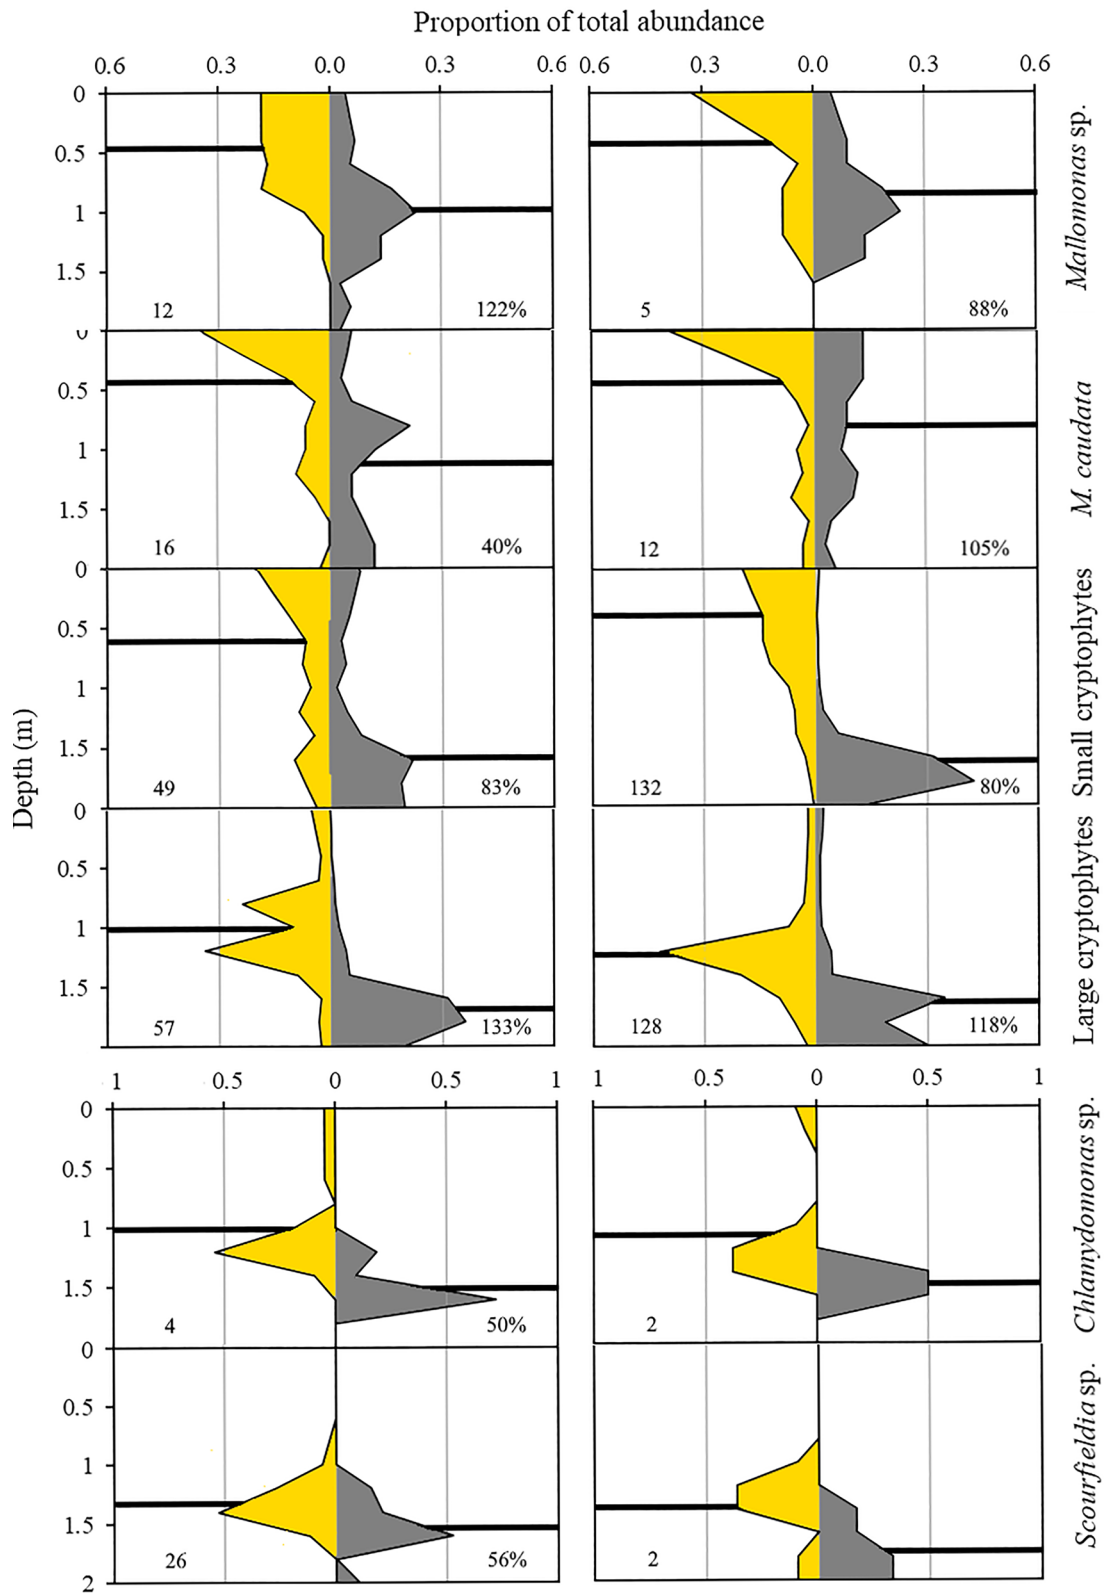 Proportion of total abundance
0.6 0.3 0.0 0.3 0.6 0.6 0.3 0.0 0.3 0.6
0
0.5
1
1.5
12 122% 5 88%
Mallomonas sp.
0
0.5
1
1.5
16 40% 12 105%
M. caudata
0
0.5
1
1.5
49 83% 132 80%
Small cryptophytes
Depth (m)
0
0
0.5
1
1.5
57 133% 128 118%
Large cryptophytes
1 0.5 0 0.5 1 1 0.5 0 0.5 1
0
0.5
1
1.5
4 50% 2
Chlamydomonas sp.
0
0.5
1
1.5
2
26 56% 2
Scourfieldia sp.